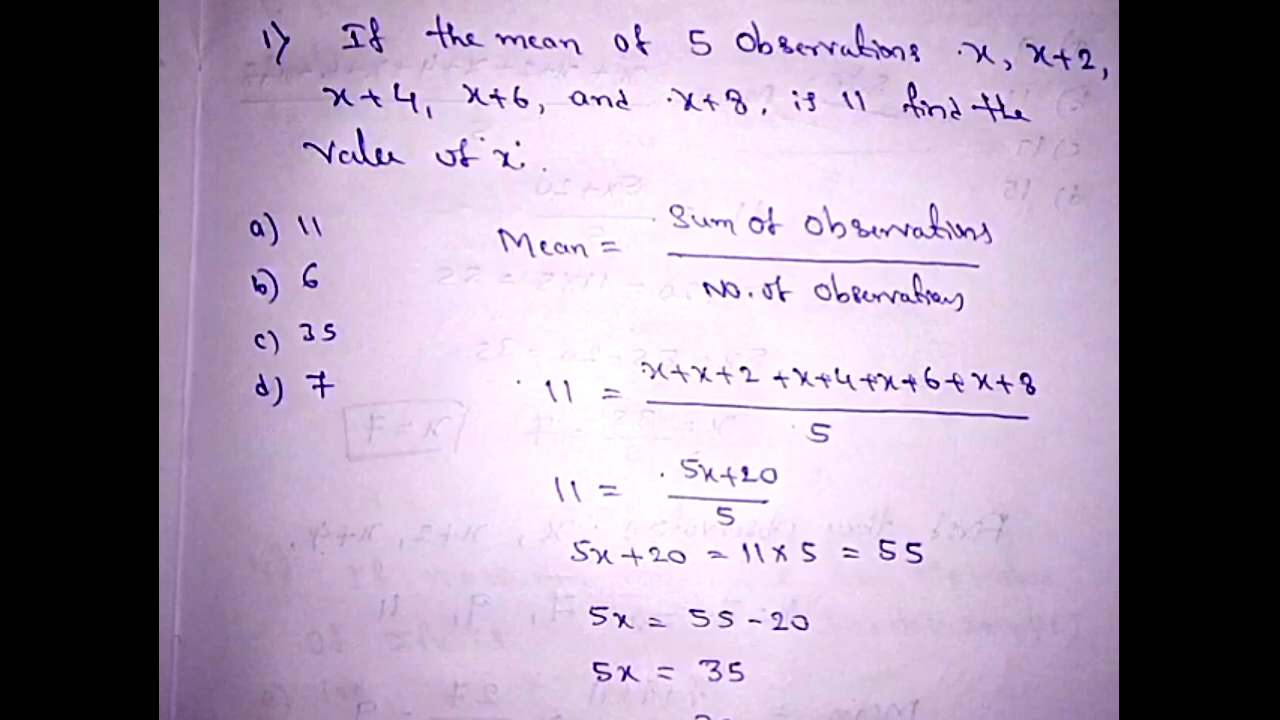 1) If the mean of 5 observations x, x+2,
x+4, x+6, and x+8, is 11 find the
value of 'x'.
a) 11
b) 6
c) 35
d) 7
Mean = Sum of observations
No. of observations
11 = x+x+2+x+4+x+6+x+8
5
11 = 5x+20
5
5x+20 = 11×5 = 55
5x = 55-20
5x = 35